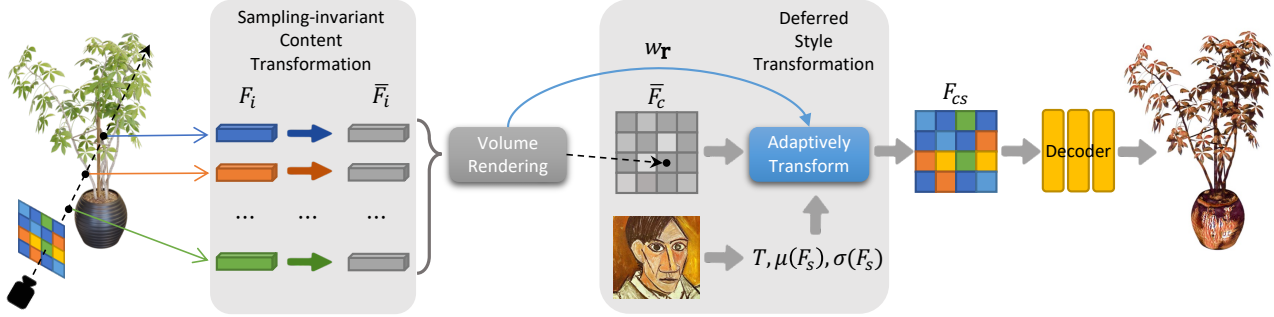 Sampling-invariant
Content
Transformation
F_i
F̅_i
...
...
...
Volume
Rendering
w_𝐫
Deferred
Style
Transformation
F̅_c
Adaptively
Transform
T, μ(F_s), σ(F_s)
F_cs
Decoder